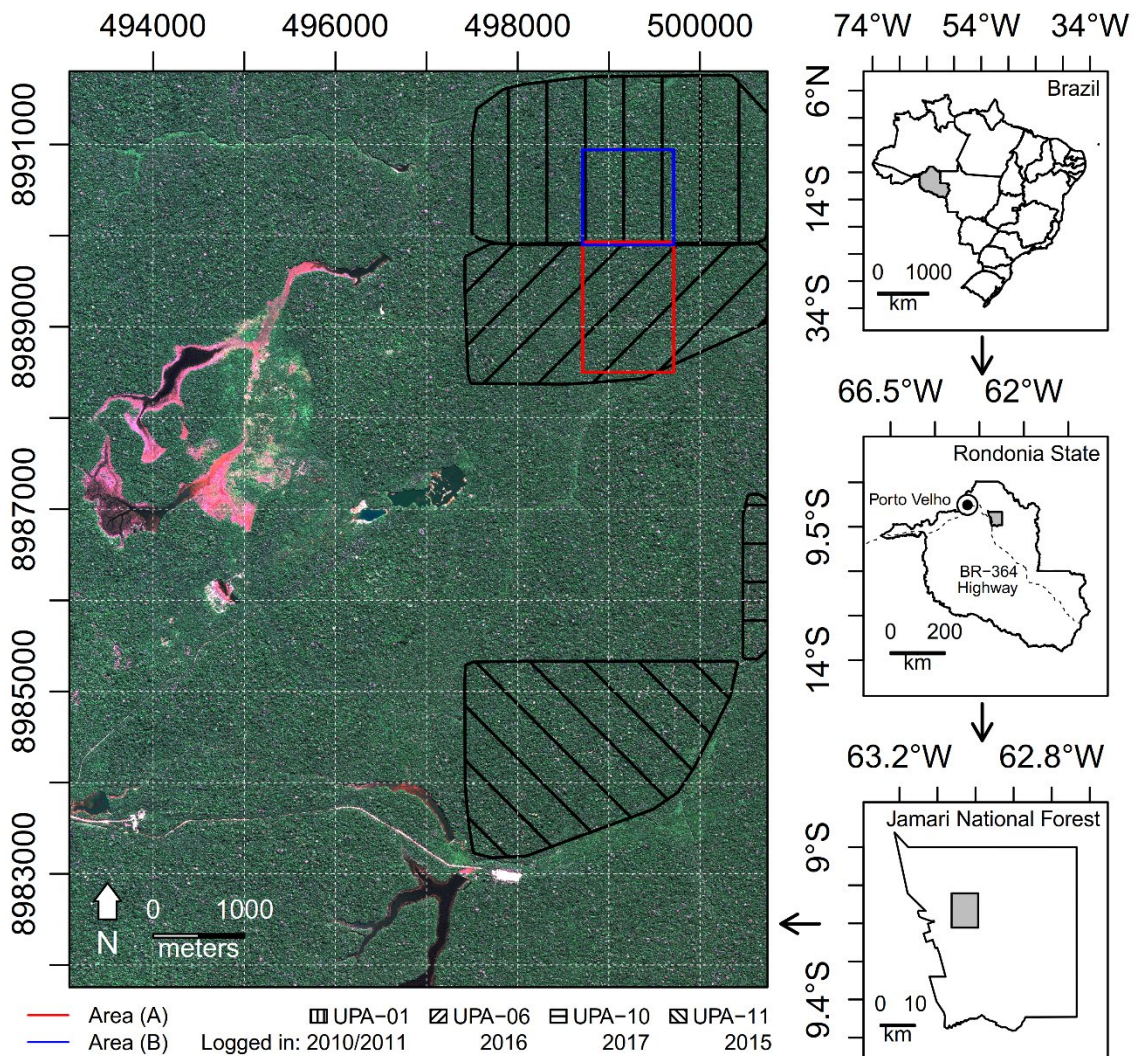 494000 496000 498000 500000
74°W 54°W 34°W
8991000
8989000
8987000
8985000
8983000
Brazil
6°N
14°S
34°S
0 1000
km
66.5°W 62°W
Rondonia State
Porto Velho
BR−364
Highway
9.5°S
14°S
0 200
km
63.2°W 62.8°W
Jamari National Forest
9°S
9.4°S
0 10
km
N
0 1000
meters
Area (A) UPA−01 UPA−06 UPA−10 UPA−11
Area (B) Logged in: 2010/2011 2016 2017 2015